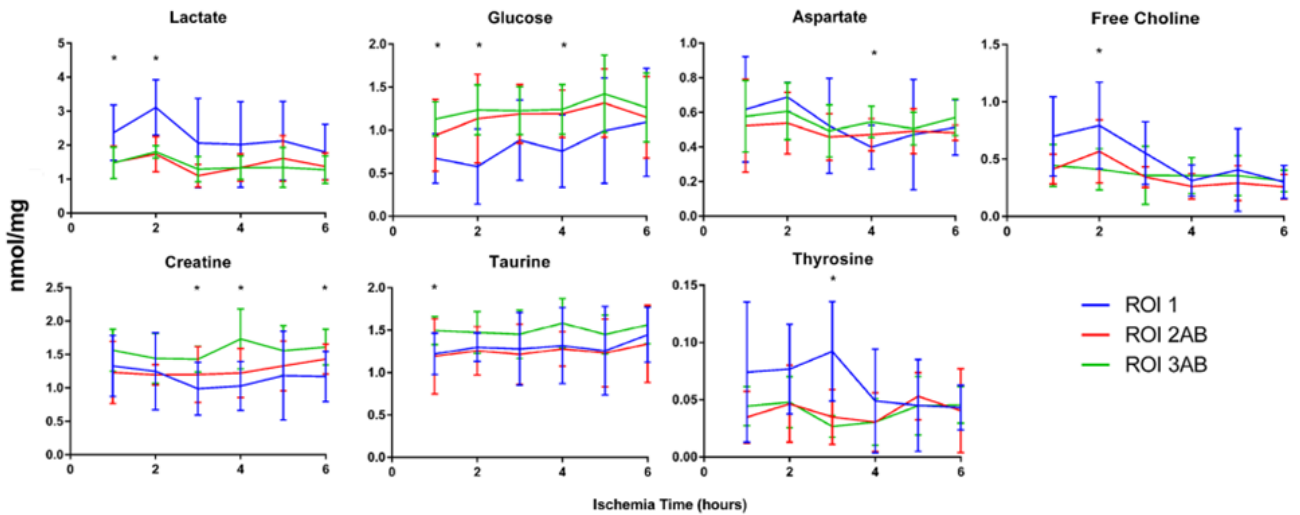 Lactate
Glucose
Aspartate
Free Choline
5
4
3
2
1
0
0 2 4 6
*
*
2.0
1.5
1.0
0.5
0.0
0 2 4 6
*
*
*
1.0
0.8
0.6
0.4
0.2
0.0
0 2 4 6
*
1.5
1.0
0.5
0.0
0 2 4 6
*
nmol/mg
Creatine
Taurine
Thyrosine
2.5
2.0
1.5
1.0
0.5
0.0
0 2 4 6
*
*
*
2.0
1.5
1.0
0.5
0.0
0 2 4 6
*
0.15
0.10
0.05
0.00
0 2 4 6
*
ROI 1
ROI 2AB
ROI 3AB
Ischemia Time (hours)